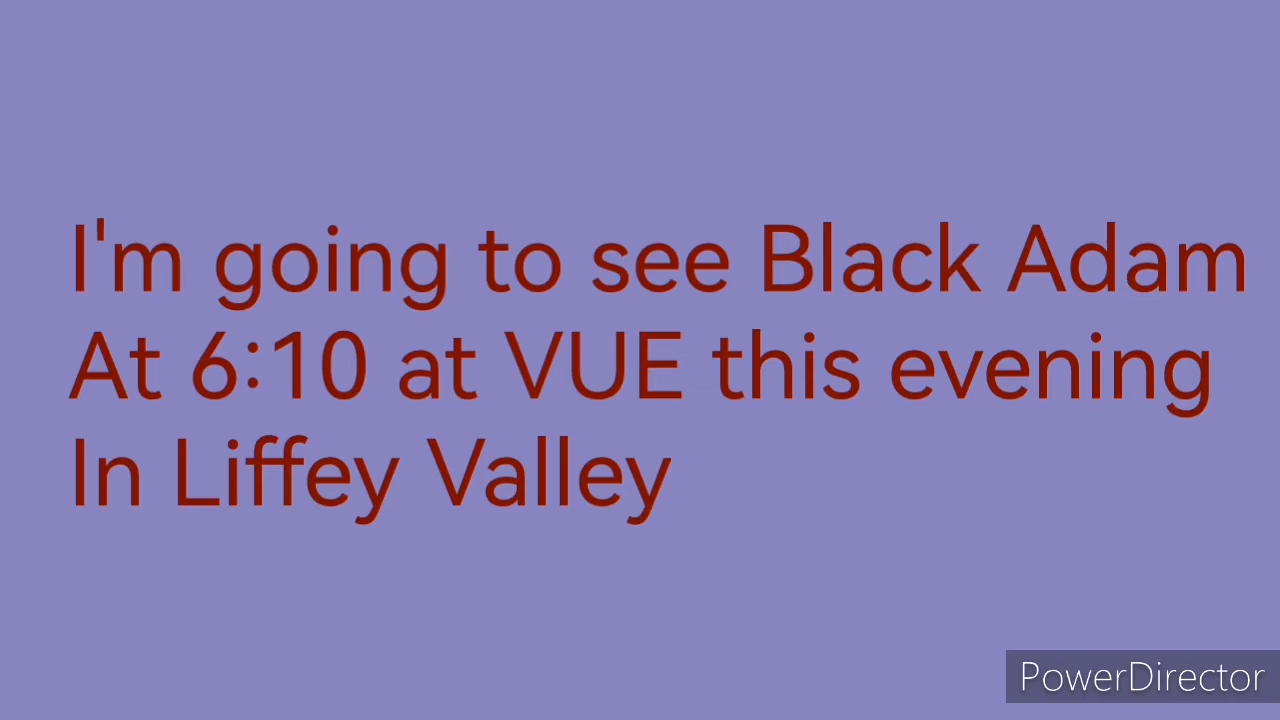 I'm going to see Black Adam
At 6:10 at VUE this evening
In Liffey Valley
PowerDirector